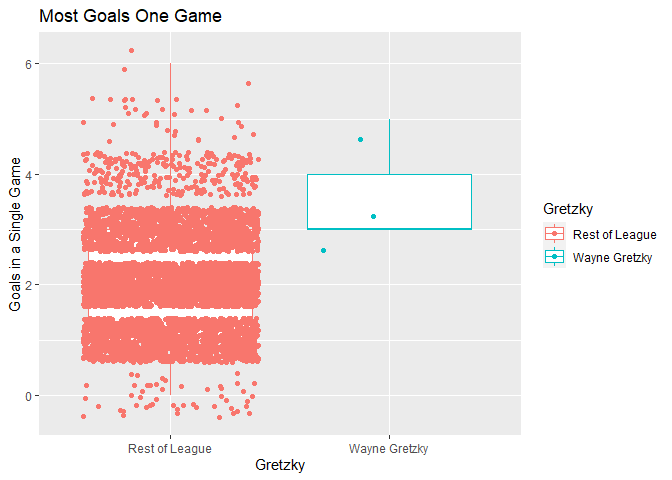 Most Goals One Game
Goals in a Single Game
6
4
2
0
Rest of League
Wayne Gretzky
Gretzky
Gretzky
Rest of League
Wayne Gretzky